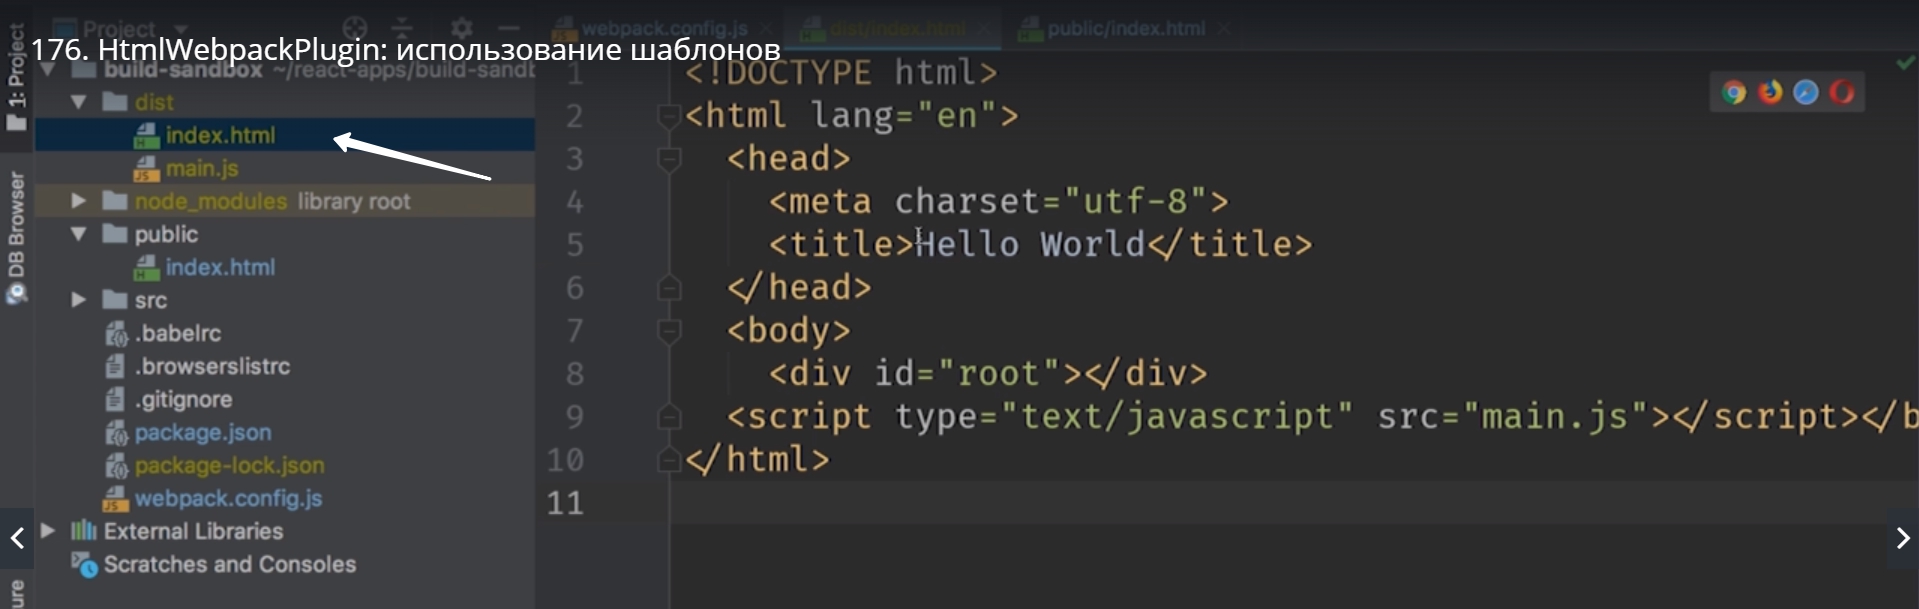 176. HtmlWebpackPlugin: использование шаблонов
1: Project
DB Browser
Project
build-sandbox ~/react-apps/build-sandb
dist
index.html
main.js
node_modules library root
public
index.html
src
.babelrc
.browserslistrc
.gitignore
package.json
package-lock.json
webpack.config.js
External Libraries
Scratches and Consoles
webpack.config.js
dist/index.html
public/index.html
1 <!DOCTYPE html>
2 <html lang="en">
3 <head>
4 <meta charset="utf-8">
5 <title>Hello World</title>
6 </head>
7 <body>
8 <div id="root"></div>
9 <script type="text/javascript" src="main.js"></script></b
10 </html>
11